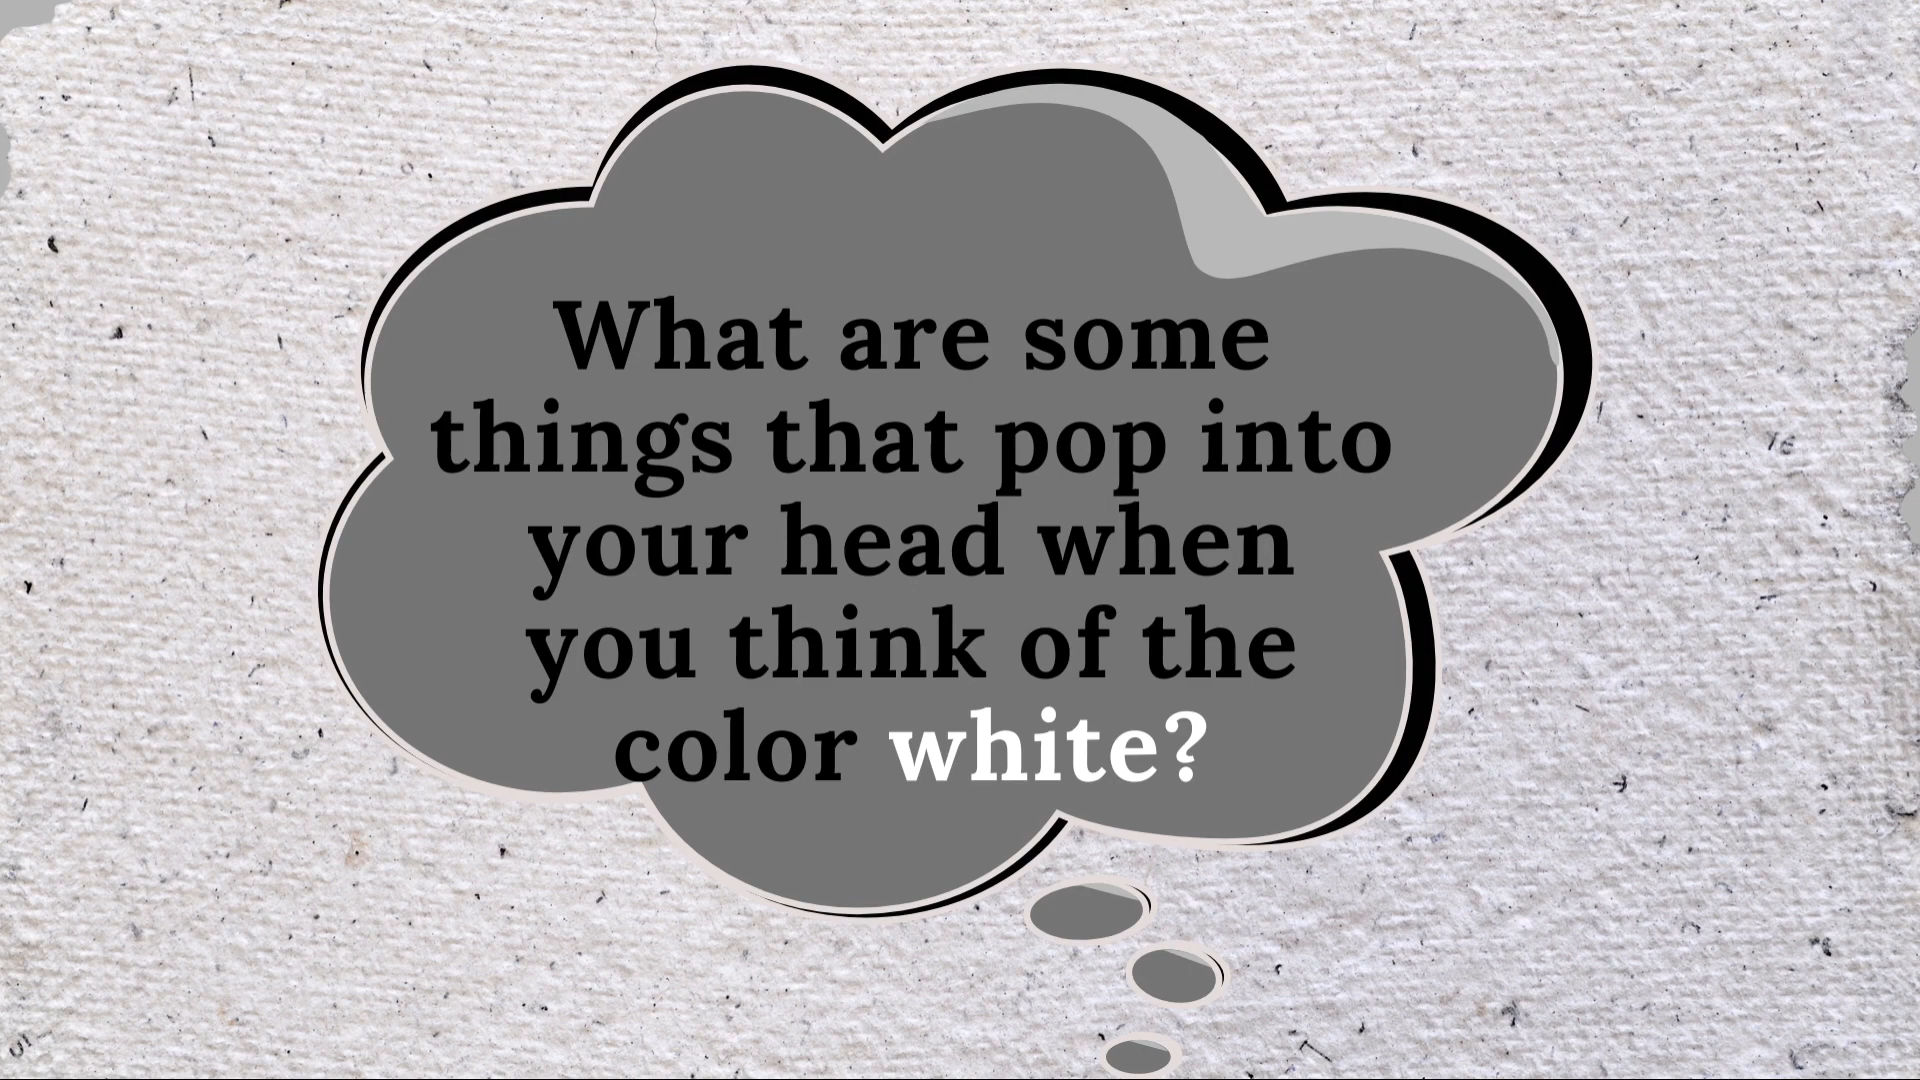 What are some
things that pop into
your head when
you think of the
color white?